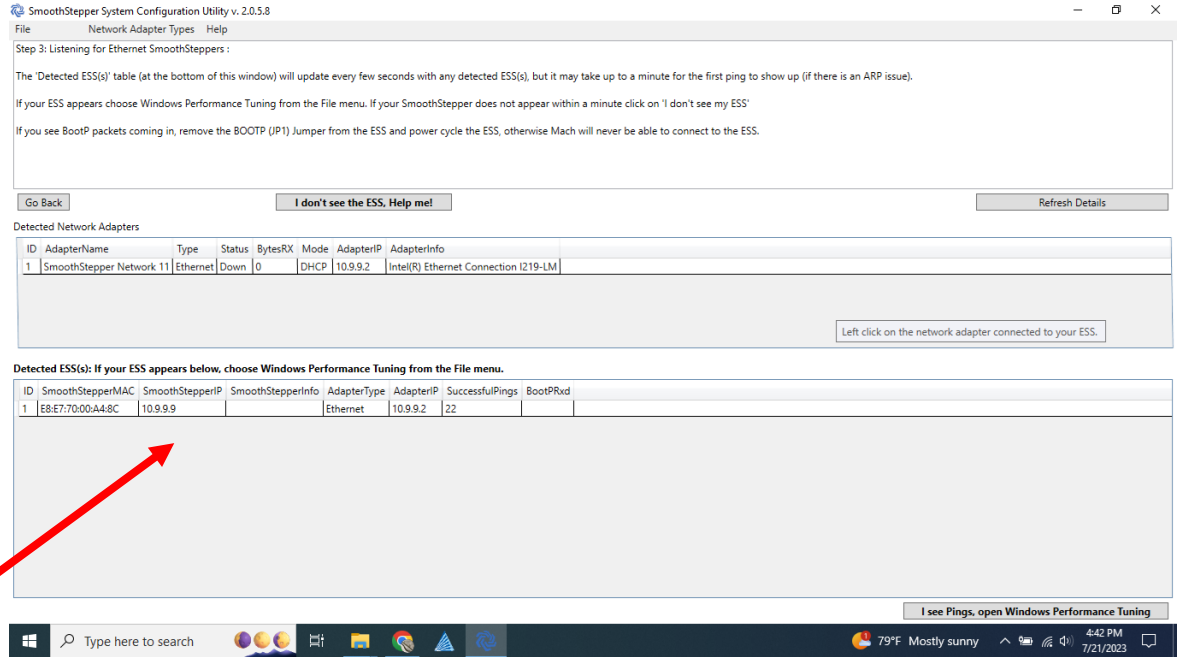 SmoothStepper System Configuration Utility v. 2.0.5.8
File Network Adapter Types Help
Step 3: Listening for Ethernet SmoothSteppers :
The 'Detected ESS(s)' table (at the bottom of this window) will update every few seconds with any detected ESS(s), but it may take up to a minute for the first ping to show up (if there is an ARP issue).
If your ESS appears choose Windows Performance Tuning from the File menu. If your SmoothStepper does not appear within a minute click on 'I don't see my ESS'
If you see BootP packets coming in, remove the BOOTP (JP1) Jumper from the ESS and power cycle the ESS, otherwise Mach will never be able to connect to the ESS.
Go Back I don't see the ESS, Help me! Refresh Details
Detected Network Adapters
ID AdapterName Type Status BytesRX Mode AdapterIP AdapterInfo
1 SmoothStepper Network 11 Ethernet Down 0 DHCP 10.9.9.2 Intel(R) Ethernet Connection I219-LM
Left click on the network adapter connected to your ESS.
Detected ESS(s): If your ESS appears below, choose Windows Performance Tuning from the File menu.
ID SmoothStepperMAC SmoothStepperIP SmoothStepperInfo AdapterType AdapterIP SuccessfulPings BootPRxd
1 E8:E7:70:00:A4:8C 10.9.9.9 Ethernet 10.9.9.2 22
I see Pings, open Windows Performance Tuning
Type here to search 79°F Mostly sunny 4:42 PM
7/21/2023